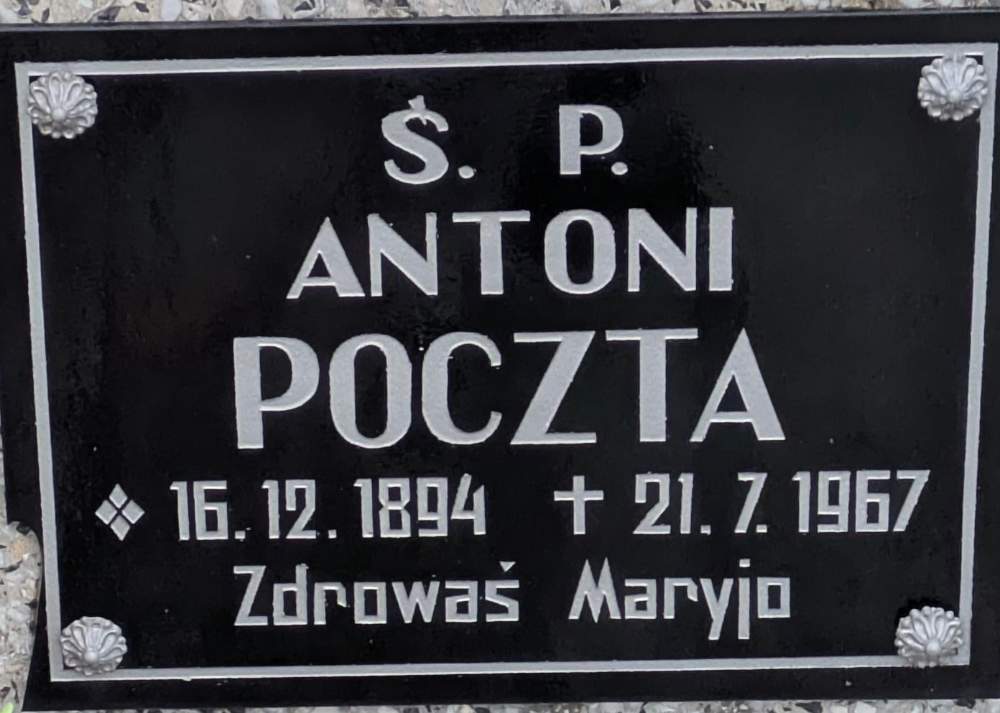 Ś. P.
ANTONI
POCZTA
16. 12. 1894 ✝ 21. 7. 1967
Zdrowaś Maryjo